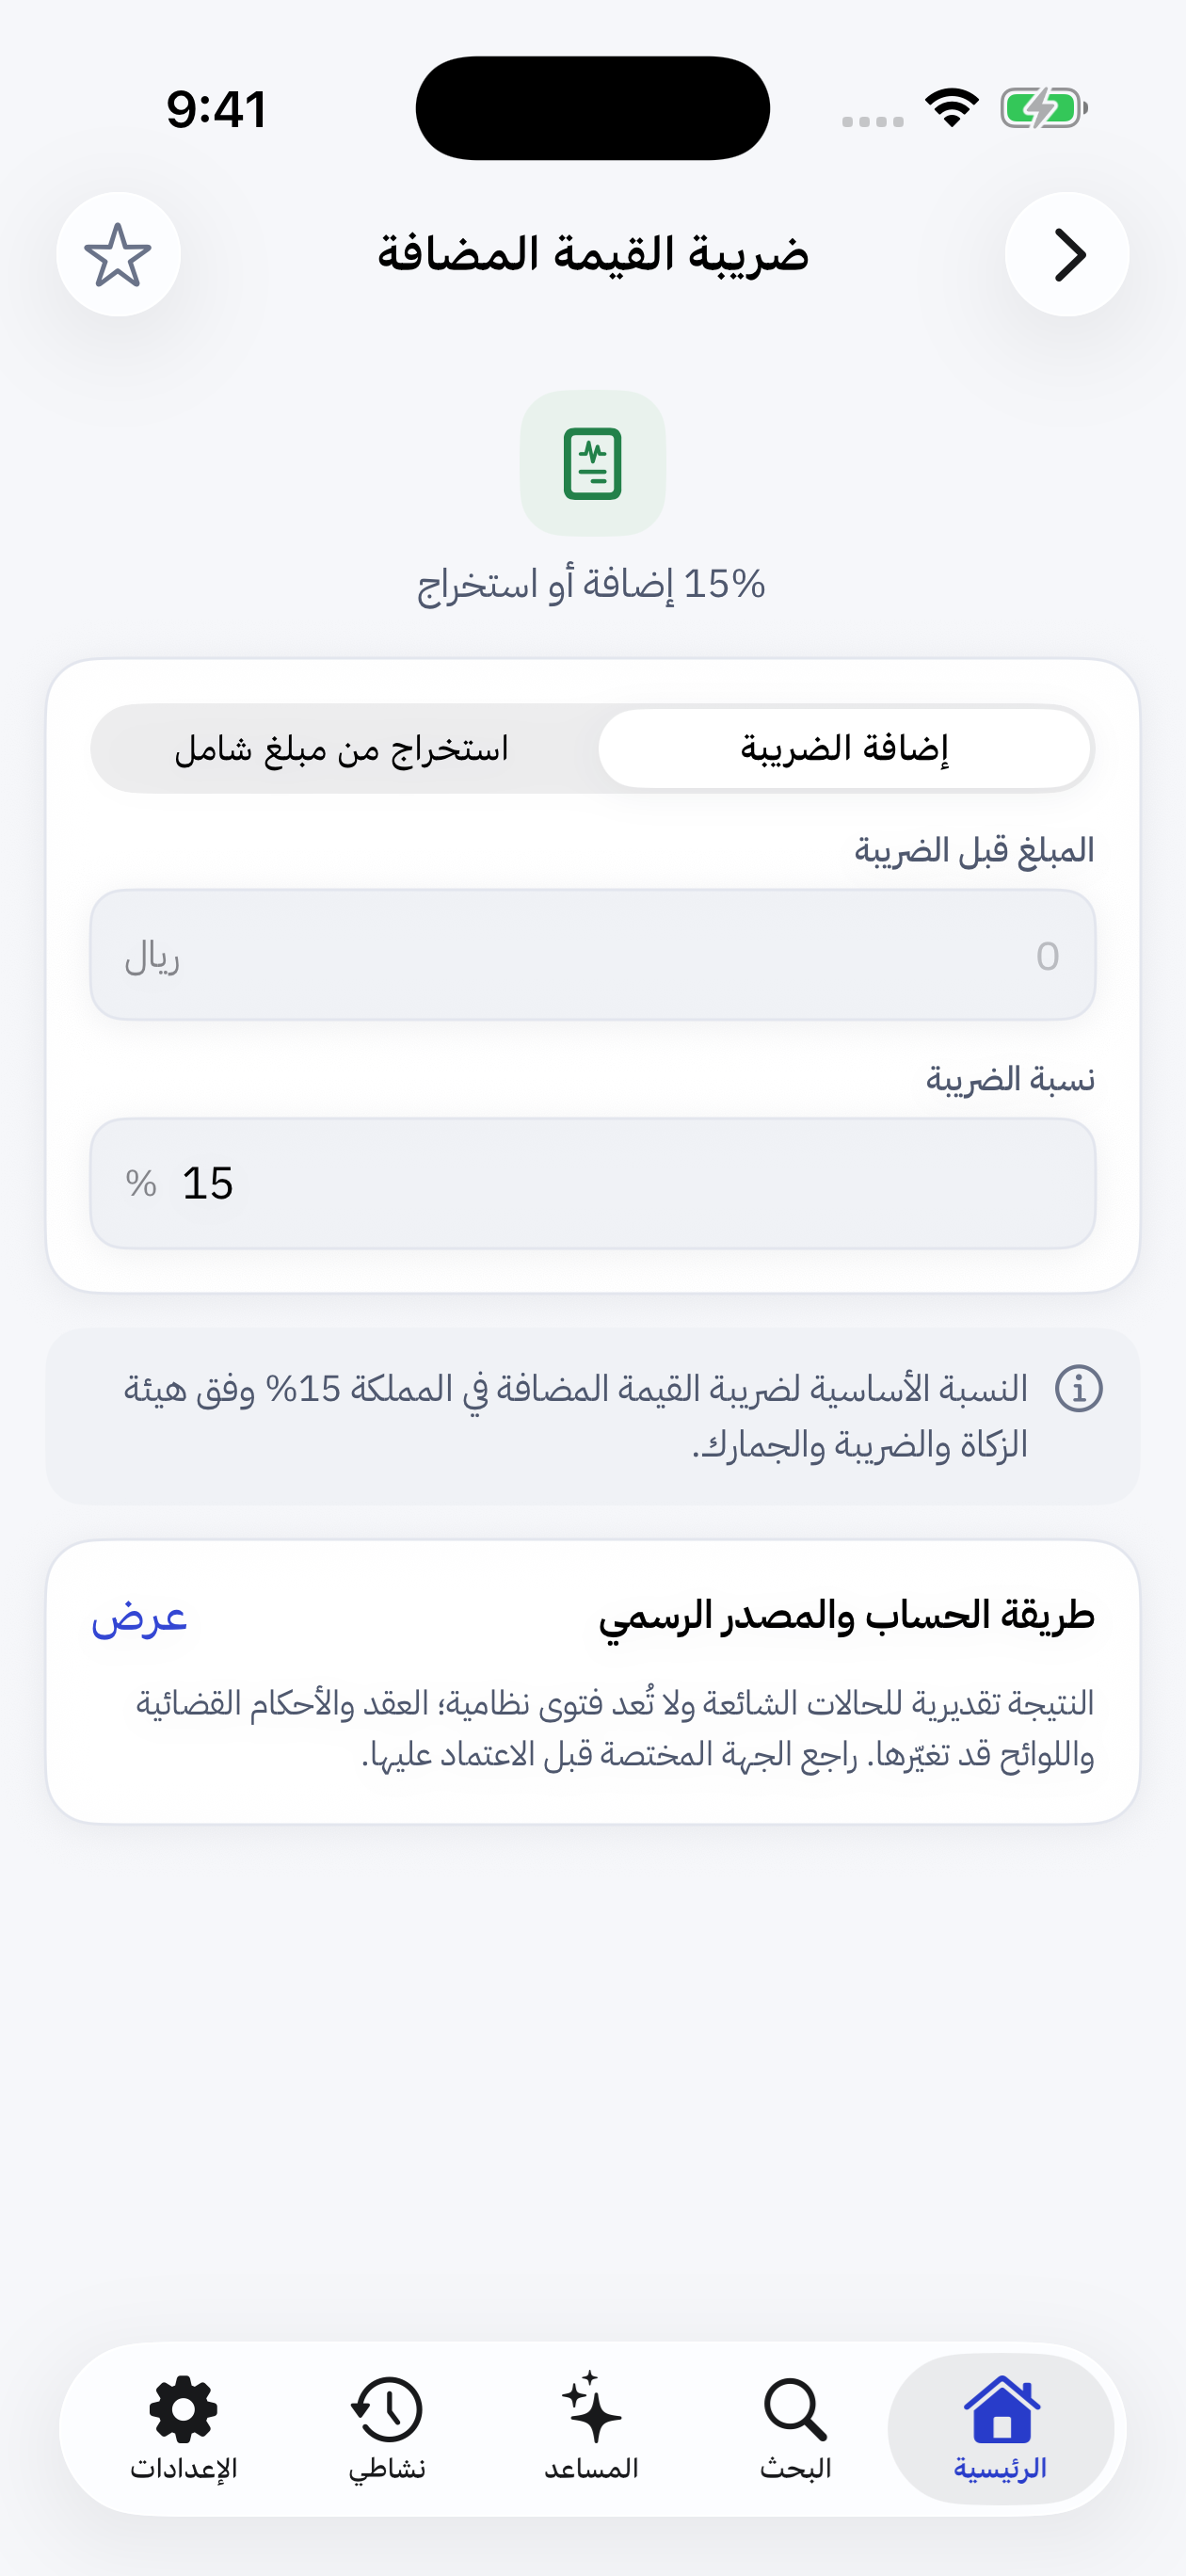 9:41
ضريبة القيمة المضافة
15% إضافة أو استخراج
إضافة الضريبة
استخراج من مبلغ شامل
المبلغ قبل الضريبة
0
ريال
نسبة الضريبة
15 %
النسبة الأساسية لضريبة القيمة المضافة في المملكة 15% وفق هيئة
الزكاة والضريبة والجمارك.
طريقة الحساب والمصدر الرسمي
عرض
النتيجة تقديرية للحالات الشائعة ولا تُعد فتوى نظامية؛ العقد والأحكام القضائية
واللوائح قد تغيّرها. راجع الجهة المختصة قبل الاعتماد عليها.
الرئيسية
البحث
المساعد
نشاطي
الإعدادات